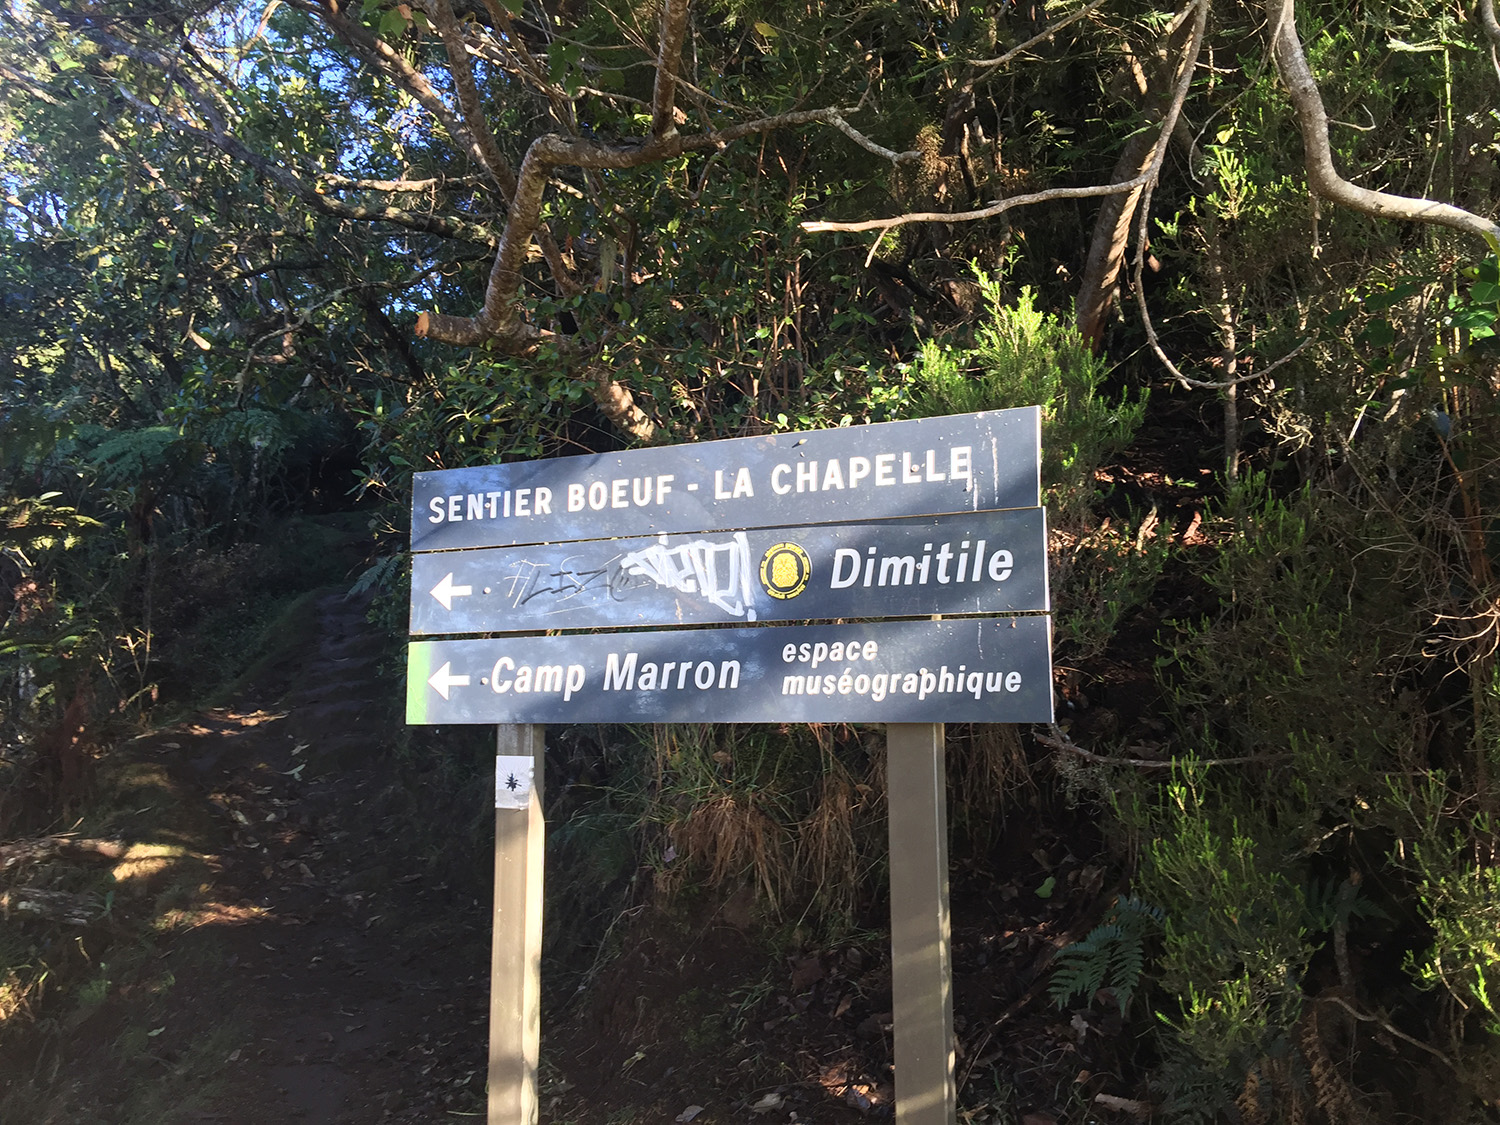 SENTIER BOEUF - LA CHAPELLE
Dimitile
Camp Marron espace
muséographique